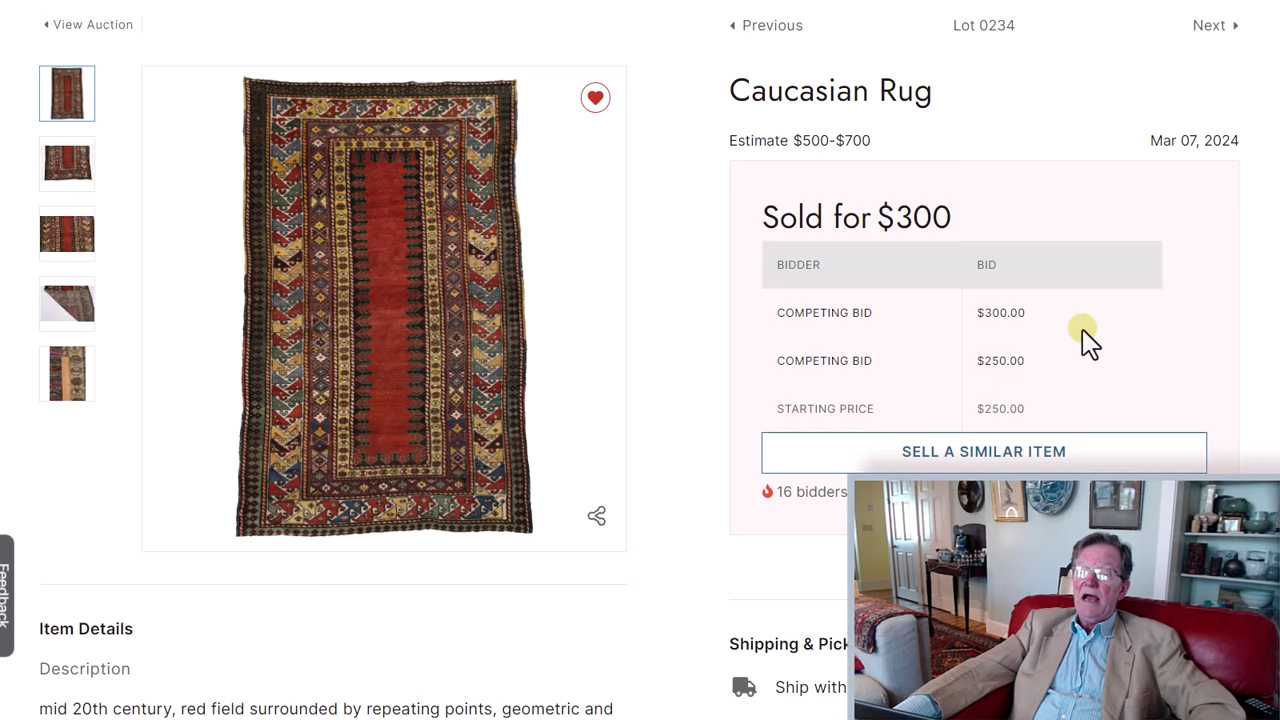 View Auction
Previous
Lot 0234
Next
Caucasian Rug
Estimate $500-$700
Mar 07, 2024
Sold for $300
BIDDER
BID
COMPETING BID
$300.00
COMPETING BID
$250.00
STARTING PRICE
$250.00
SELL A SIMILAR ITEM
16 bidders
Feedback
Item Details
Description
mid 20th century, red field surrounded by repeating points, geometric and
Shipping & Pick
Ship with